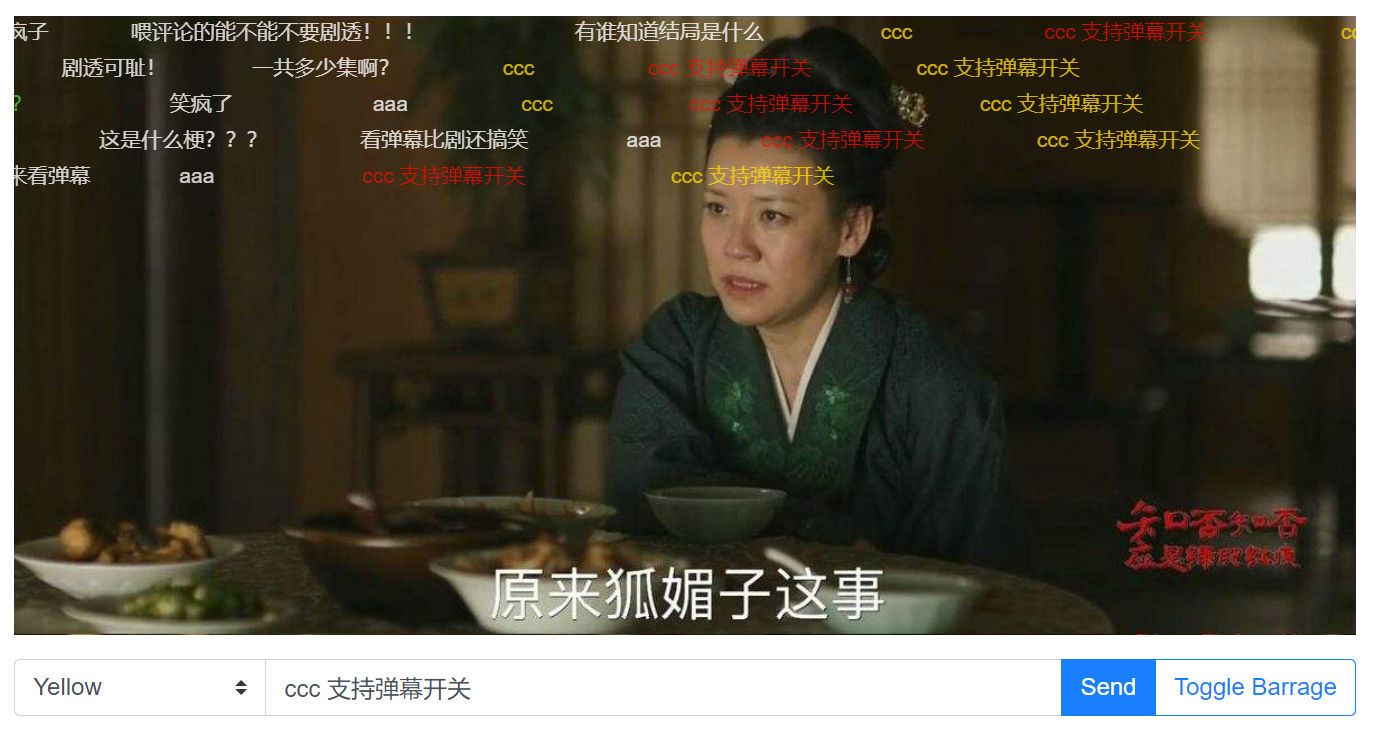 疯子 喂评论的能不能不要剧透！！！ 有谁知道结局是什么 ccc ccc 支持弹幕开关
剧透可耻！ 一共多少集啊？ ccc ccc 支持弹幕开关 ccc 支持弹幕开关
？ 笑疯了 aaa ccc ccc 支持弹幕开关 ccc 支持弹幕开关
这是什么梗？？？ 看弹幕比剧还搞笑 aaa ccc 支持弹幕开关 ccc 支持弹幕开关
来看弹幕 aaa ccc 支持弹幕开关 ccc 支持弹幕开关
知否知否
应是绿肥红瘦
原来狐媚子这事
Yellow ccc 支持弹幕开关 Send Toggle Barrage